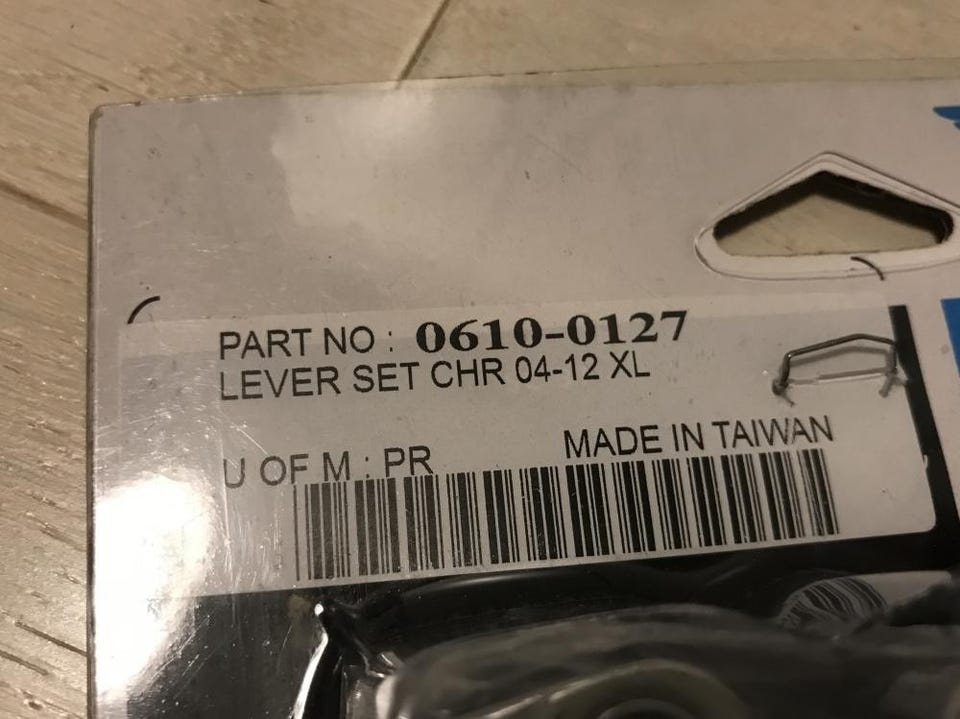 PART NO : 0610-0127
LEVER SET CHR 04-12 XL
U OF M : PR
MADE IN TAIWAN